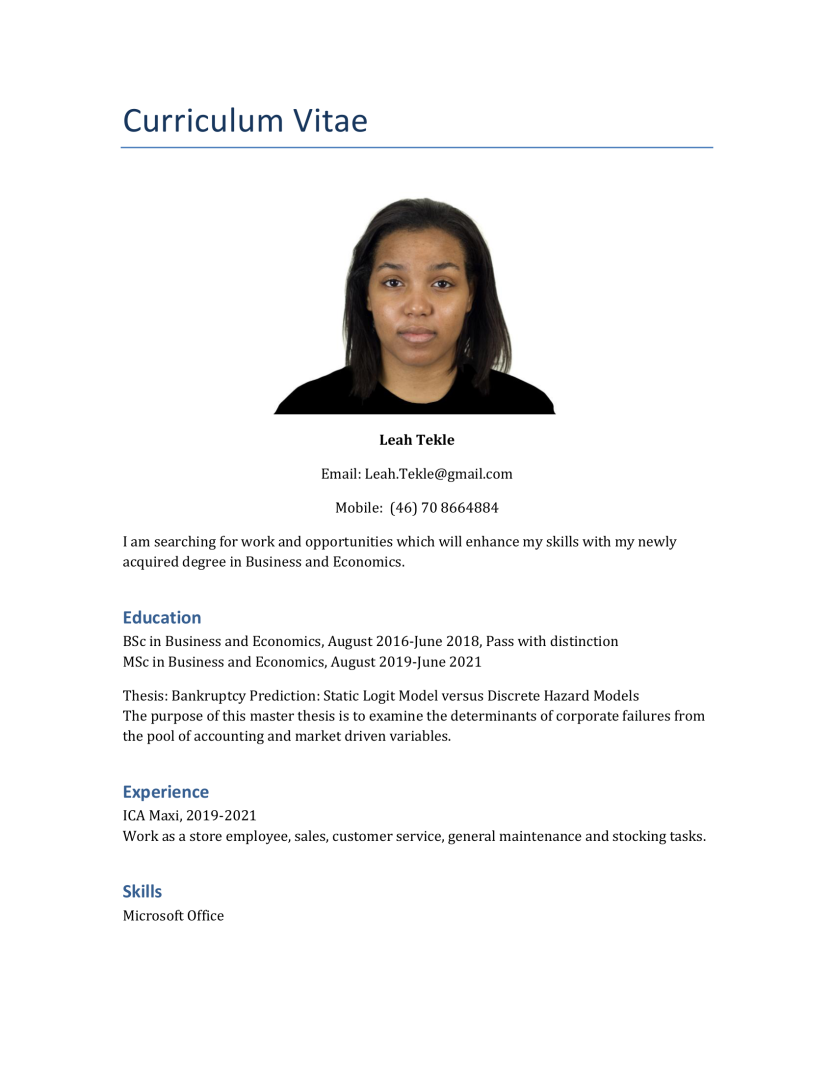 Curriculum Vitae
Leah Tekle
Email: Leah.Tekle@gmail.com
Mobile:  (46) 70 8664884
I am searching for work and opportunities which will enhance my skills with my newly
acquired degree in Business and Economics.
Education
BSc in Business and Economics, August 2016-June 2018, Pass with distinction
MSc in Business and Economics, August 2019-June 2021
Thesis: Bankruptcy Prediction: Static Logit Model versus Discrete Hazard Models
The purpose of this master thesis is to examine the determinants of corporate failures from
the pool of accounting and market driven variables.
Experience
ICA Maxi, 2019-2021
Work as a store employee, sales, customer service, general maintenance and stocking tasks.
Skills
Microsoft Office